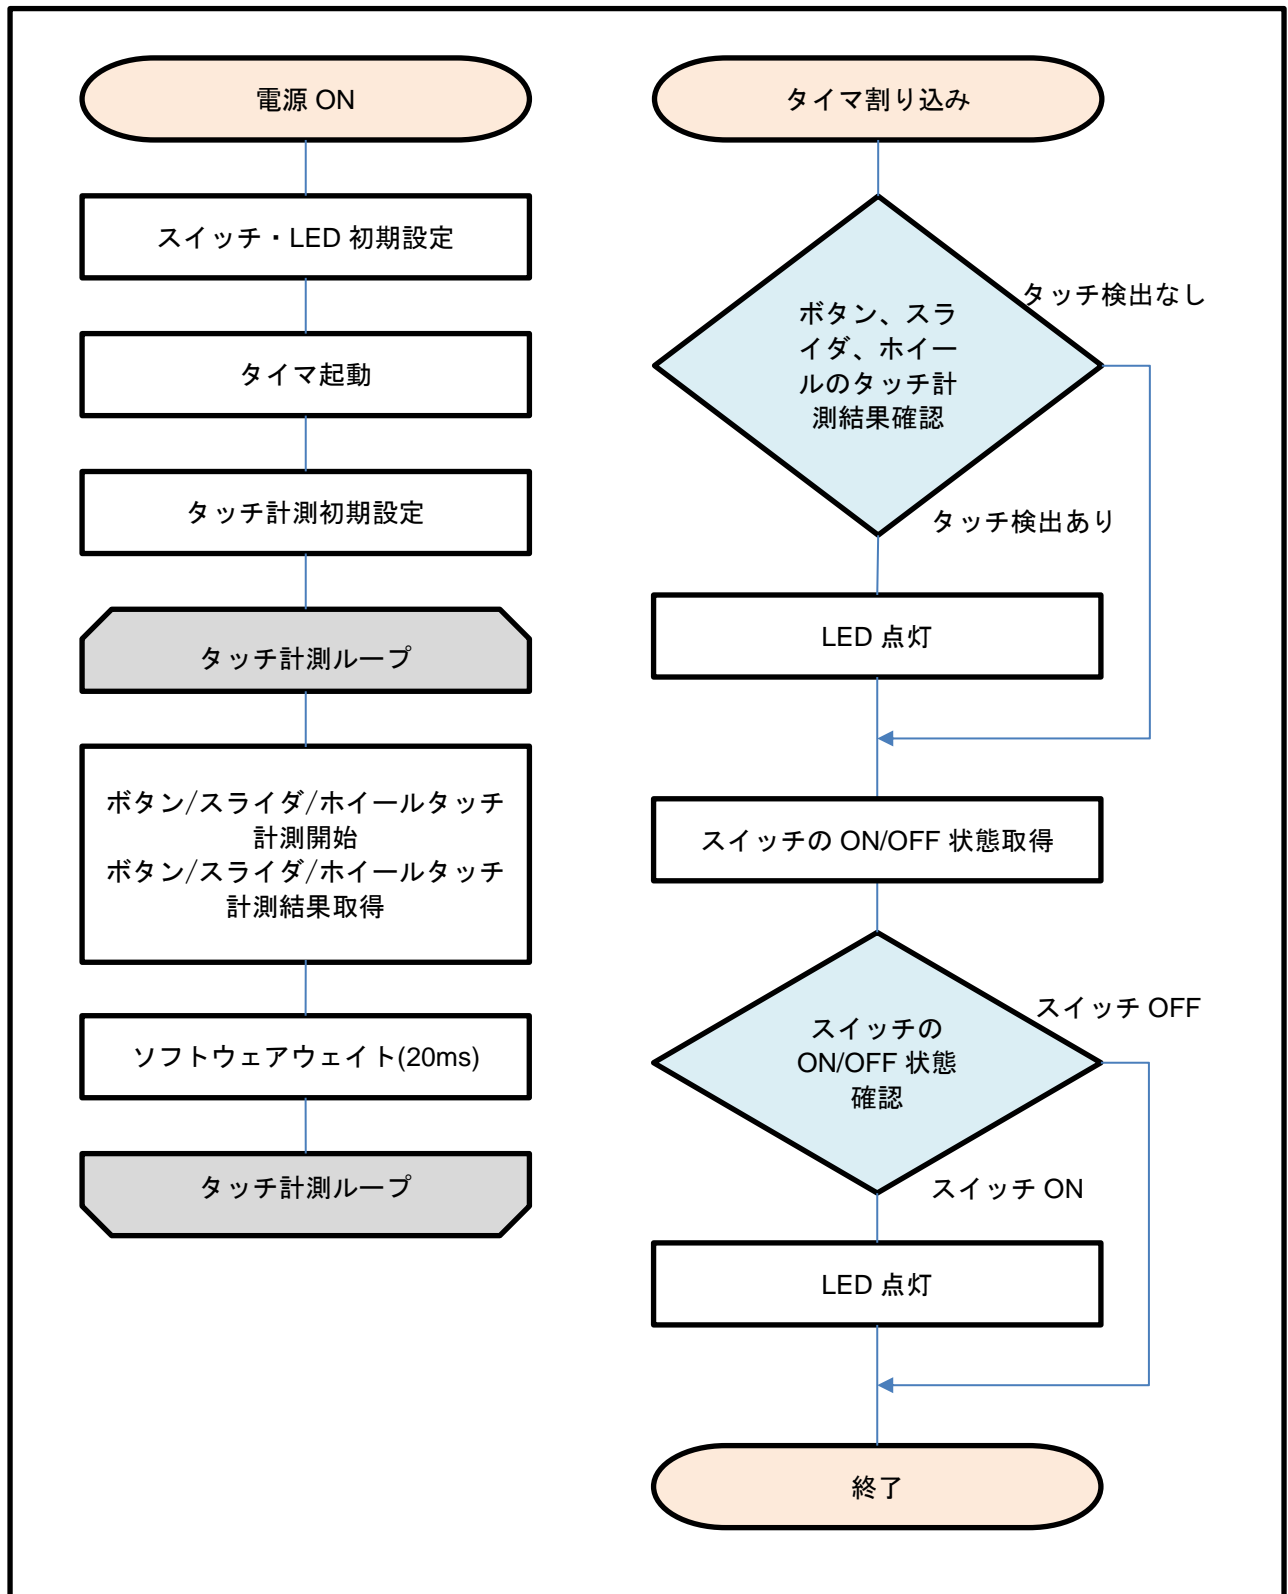 電源 ON
スイッチ・LED 初期設定
タイマ起動
タッチ計測初期設定
タッチ計測ループ
ボタン/スライダ/ホイールタッチ
計測開始
ボタン/スライダ/ホイールタッチ
計測結果取得
ソフトウェアウェイト(20ms)
タッチ計測ループ
タイマ割り込み
ボタン、スラ
イダ、ホイー
ルのタッチ計
測結果確認
タッチ検出なし
タッチ検出あり
LED 点灯
スイッチの ON/OFF 状態取得
スイッチの
ON/OFF 状態
確認
スイッチ OFF
スイッチ ON
LED 点灯
終了